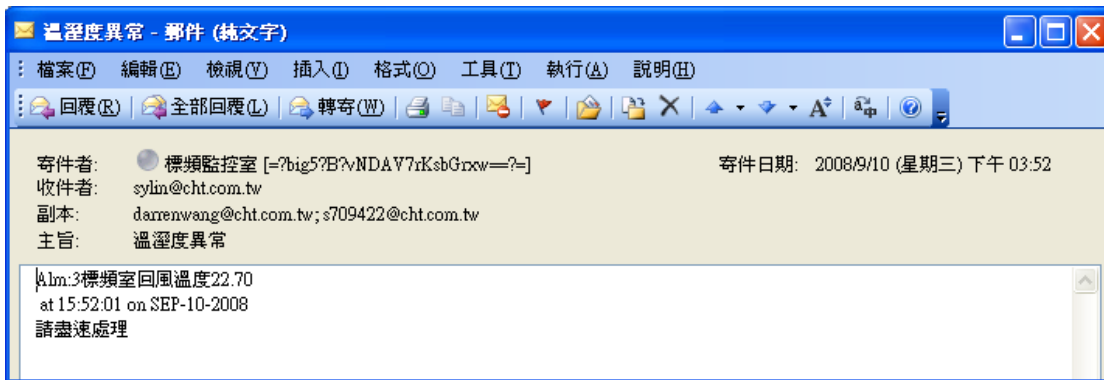 溫溼度異常 - 郵件 (純文字)
檔案(F) 編輯(E) 檢視(V) 插入(I) 格式(O) 工具(T) 執行(A) 說明(H)
回覆(R) 全部回覆(L) 轉寄(W)
寄件者: 標頻監控室 [=?big5?B?vNDAV7rKsbGrxw==?=] 寄件日期: 2008/9/10 (星期三) 下午 03:52
收件者: sylin@cht.com.tw
副本: darrenwang@cht.com.tw; s709422@cht.com.tw
主旨: 溫溼度異常
Alm:3標頻室回風溫度22.70
at 15:52:01 on SEP-10-2008
請盡速處理